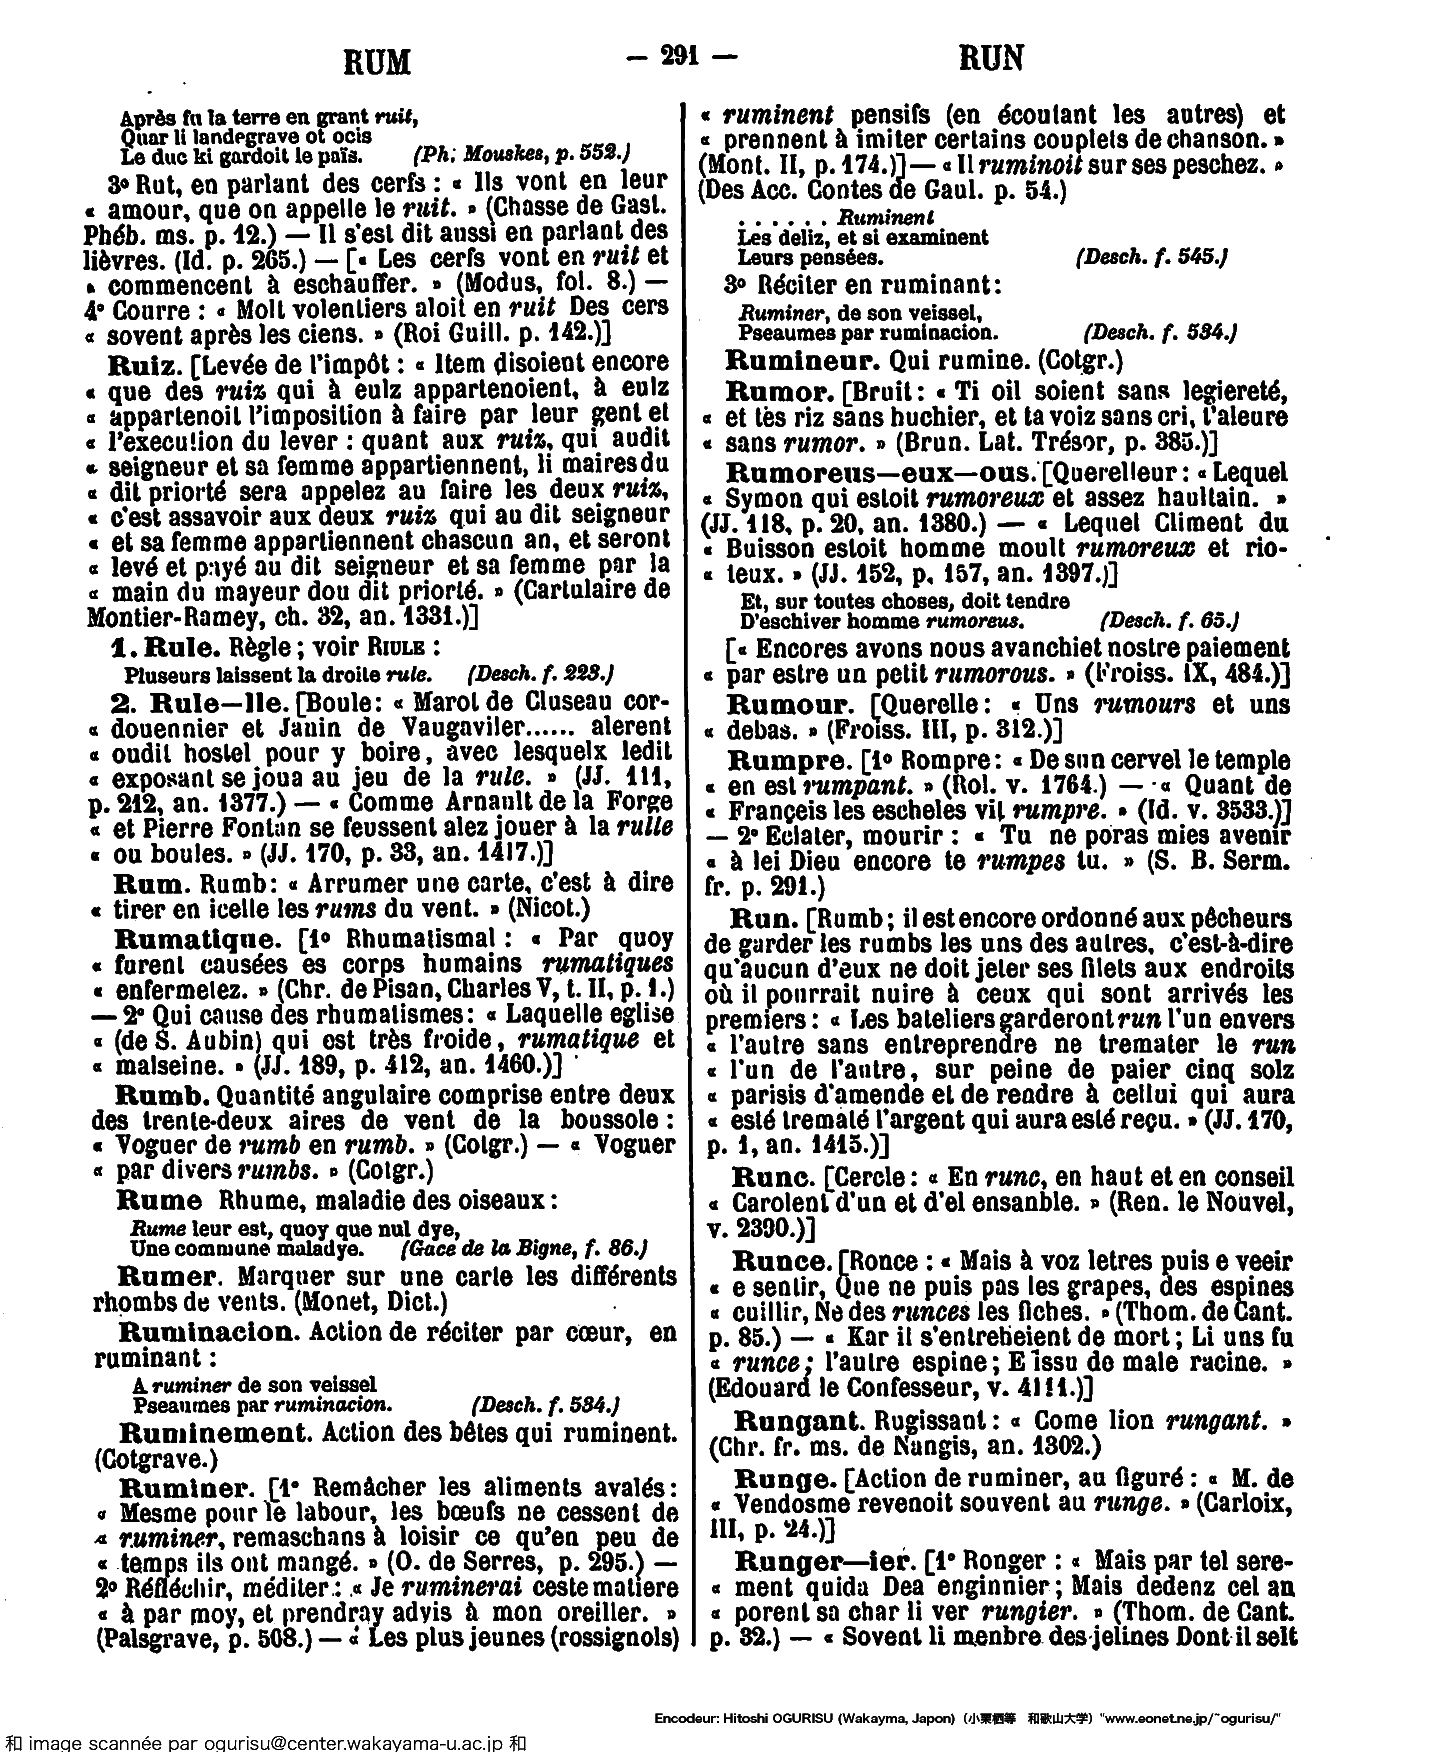 RUM — 291 — RUN
Après fu la terre en grant ruit,
Quar li landegrave ot ocis
Le duc ki gardoit le païs. (Ph. Mouskes, p. 552.)
3º Rut, en parlant des cerfs : « Ils vont en leur
« amour, que on appelle le ruit. » (Chasse de Gast.
Phéb. ms. p. 12.) — Il s'est dit aussi en parlant des
lièvres. (Id. p. 265.) — [« Les cerfs vont en ruit et
« commencent à eschauffer. » (Modus, fol. 8.) —
4º Courre : « Molt volentiers aloit en ruit Des cers
« sovent après les ciens. » (Roi Guill. p. 142.)]
Ruiz. [Levée de l'impôt : « Item disoient encore
« que des ruiz qui à eulz appartenoient, à eulz
« appartenoit l'imposition à faire par leur gent et
« l'execution du lever : quant aux ruiz, qui audit
« seigneur et sa femme appartiennent, li maires du
« dit priorté sera appelez au faire les deux ruiz,
« c'est assavoir aux deux ruiz qui au dit seigneur
« et sa femme appartiennent chascun an, et seront
« levé et payé au dit seigneur et sa femme par la
« main du mayeur dou dit priorté. » (Cartulaire de
Montier-Ramey, ch. 32, an. 1331.)]
1. Rule. Règle ; voir RIULE :
Pluseurs laissent la droite rule. (Desch. f. 223.)
2. Rule—lle. [Boule : « Marot de Cluseau cor-
« douennier et Janin de Vaugnviler...... alerent
« oudit hostel pour y boire, avec lesquelx ledit
« exposant se joua au jeu de la rule. » (JJ. 111,
p. 212, an. 1377.) — « Comme Arnault de la Forge
« et Pierre Fontan se feussent alez jouer à la rulle
« ou boules. » (JJ. 170, p. 33, an. 1417.)]
Rum. Rumb : « Arrumer une carte, c'est à dire
« tirer en icelle les rums du vent. » (Nicot.)
Rumatique. [1º Rhumatismal : « Par quoy
« furent causées es corps humains rumatiques
« enfermetez. » (Chr. de Pisan, Charles V, t. II, p. 1.)
— 2º Qui cause des rhumatismes : « Laquelle eglise
« (de S. Aubin) qui est très froide, rumatique et
« malseine. » (JJ. 189, p. 412, an. 1460.)]
Rumb. Quantité angulaire comprise entre deux
des trente-deux aires de vent de la boussole :
« Voguer de rumb en rumb. » (Cotgr.) — « Voguer
« par divers rumbs. » (Cotgr.)
Rume Rhume, maladie des oiseaux :
Rume leur est, quoy que nul dye,
Une commune maladye. (Gace de la Bigne, f. 86.)
Rumer. Marquer sur une carte les différents
rhombs de vents. (Monet, Dict.)
Ruminacion. Action de réciter par cœur, en
ruminant :
A ruminer de son veissel
Pseaumes par ruminacion. (Desch. f. 534.)
Ruminement. Action des bêtes qui ruminent.
(Cotgrave.)
Ruminer. [1º Remâcher les aliments avalés :
« Mesme pour le labour, les bœufs ne cessent de
« ruminer, remaschans à loisir ce qu'en peu de
« temps ils ont mangé. » (O. de Serres, p. 295.) —
2º Réfléchir, méditer : « Je ruminerai ceste matiere
« à par moy, et prendray advis à mon oreiller. »
(Palsgrave, p. 508.) — « Les plus jeunes (rossignols)
« ruminent pensifs (en écoutant les autres) et
« prennent à imiter certains couplets de chanson. »
(Mont. II, p. 174.)] — « Il ruminoit sur ses peschez. »
(Des Acc. Contes de Gaul. p. 54.)
. . . . . . Ruminent
Les deliz, et si examinent
Leurs pensées. (Desch. f. 545.)
3º Réciter en ruminant :
Ruminer, de son veissel,
Pseaumes par ruminacion. (Desch. f. 534.)
Rumineur. Qui rumine. (Cotgr.)
Rumor. [Bruit : « Ti oil soient sans legiereté,
« et tes riz sans huchier, et ta voiz sans cri, t'aleure
« sans rumor. » (Brun. Lat. Trésor, p. 385.)]
Rumoreus—eux—ous. [Querelleur : « Lequel
« Symon qui estoit rumoreux et assez haultain. »
(JJ. 118, p. 20, an. 1380.) — « Lequel Climent du
« Buisson estoit homme moult rumoreux et rio-
« teux. » (JJ. 152, p. 157, an. 1397.)]
Et, sur toutes choses, doit tendre
D'eschiver homme rumoreus. (Desch. f. 65.)
[« Encores avons nous avanchiet nostre paiement
« par estre un petit rumorous. » (Froiss. IX, 484.)]
Rumour. [Querelle : « Uns rumours et uns
« debas. » (Froiss. III, p. 312.)]
Rumpre. [1º Rompre : « De sun cervel le temple
« en est rumpant. » (Rol. v. 1764.) — « Quant de
« Françeis les escheles vit rumpre. » (Id. v. 3533.)]
— 2º Eclater, mourir : « Tu ne poras mies avenir
« à lei Dieu encore te rumpes tu. » (S. B. Serm.
fr. p. 291.)
Run. [Rumb ; il est encore ordonné aux pêcheurs
de garder les rumbs les uns des autres, c'est-à-dire
qu'aucun d'eux ne doit jeter ses filets aux endroits
où il pourrait nuire à ceux qui sont arrivés les
premiers : « Les bateliers garderont run l'un envers
« l'autre sans entreprendre ne tremater le run
« l'un de l'autre, sur peine de paier cinq solz
« parisis d'amende et de rendre à cellui qui aura
« esté trematé l'argent qui aura esté reçu. » (JJ. 170,
p. 1, an. 1415.)]
Runc. [Cercle : « En runc, en haut et en conseil
« Carolent d'un et d'el ensanble. » (Ren. le Nouvel,
v. 2390.)]
Runce. [Ronce : « Mais à voz letres puis e veeir
« e sentir, Que ne puis pas les grapes, des espines
« cuillir, Ne des runces les fiches. » (Thom. de Cant.
p. 85.) — « Kar il s'entreheient de mort ; Li uns fu
« runce ; l'autre espine ; E issu de male racine. »
(Edouard le Confesseur, v. 4111.)]
Rungant. Rugissant : « Come lion rungant. »
(Chr. fr. ms. de Nangis, an. 1302.)
Runge. [Action de ruminer, au figuré : « M. de
« Vendosme revenoit souvent au runge. » (Carloix,
III, p. 24.)]
Runger—ier. [1º Ronger : « Mais par tel sere-
« ment quida Dea enginnier ; Mais dedenz cel an
« porent sa char li ver rungier. » (Thom. de Cant.
p. 32.) — « Sovent li menbre des jelines Dont il selt
Encodeur: Hitoshi OGURISU (Wakayma, Japon) (小栗栖等 和歌山大学) "www.eonet.ne.jp/~ogurisu/"
和 image scannée par ogurisu@center.wakayama-u.ac.jp 和